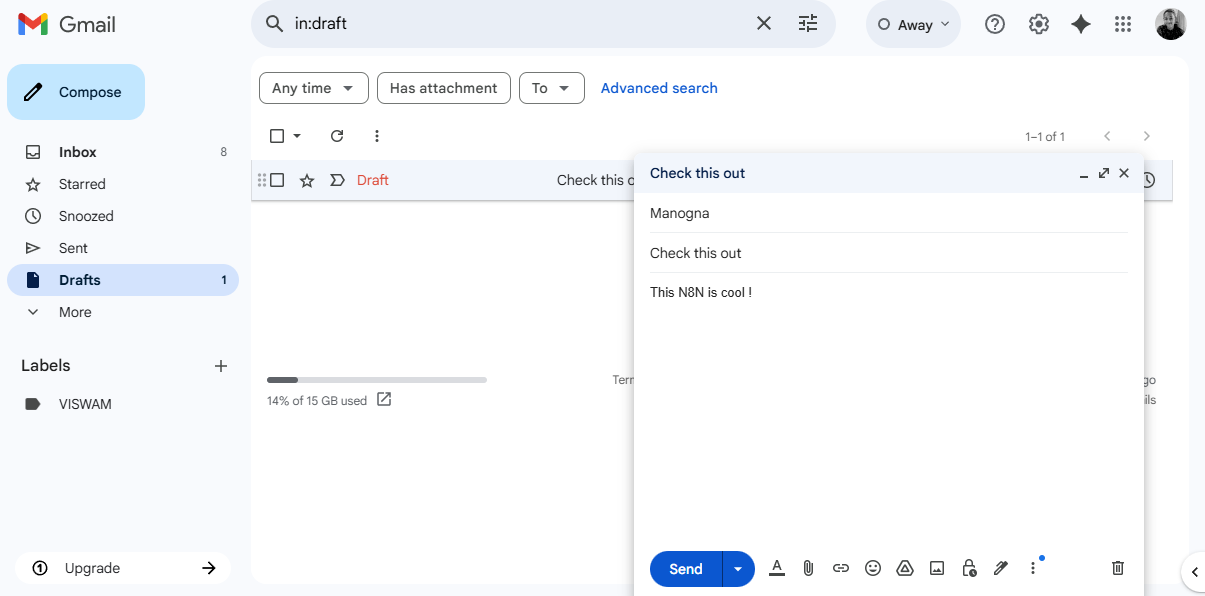 Gmail
in:draft
Away
Compose
Any time
Has attachment
To
Advanced search
1–1 of 1
Inbox 8
Starred
Snoozed
Sent
Drafts 1
More
Labels
VISWAM
Draft
Check this o
14% of 15 GB used
Terr
go
ils
Check this out
Manogna
Check this out
This N8N is cool !
Send
Upgrade